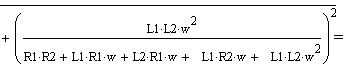 + ( L1·L2·w² / R1·R2 + L1·R1·w + L2·R1·w + L1·R2·w + L1·L2·w² )² =